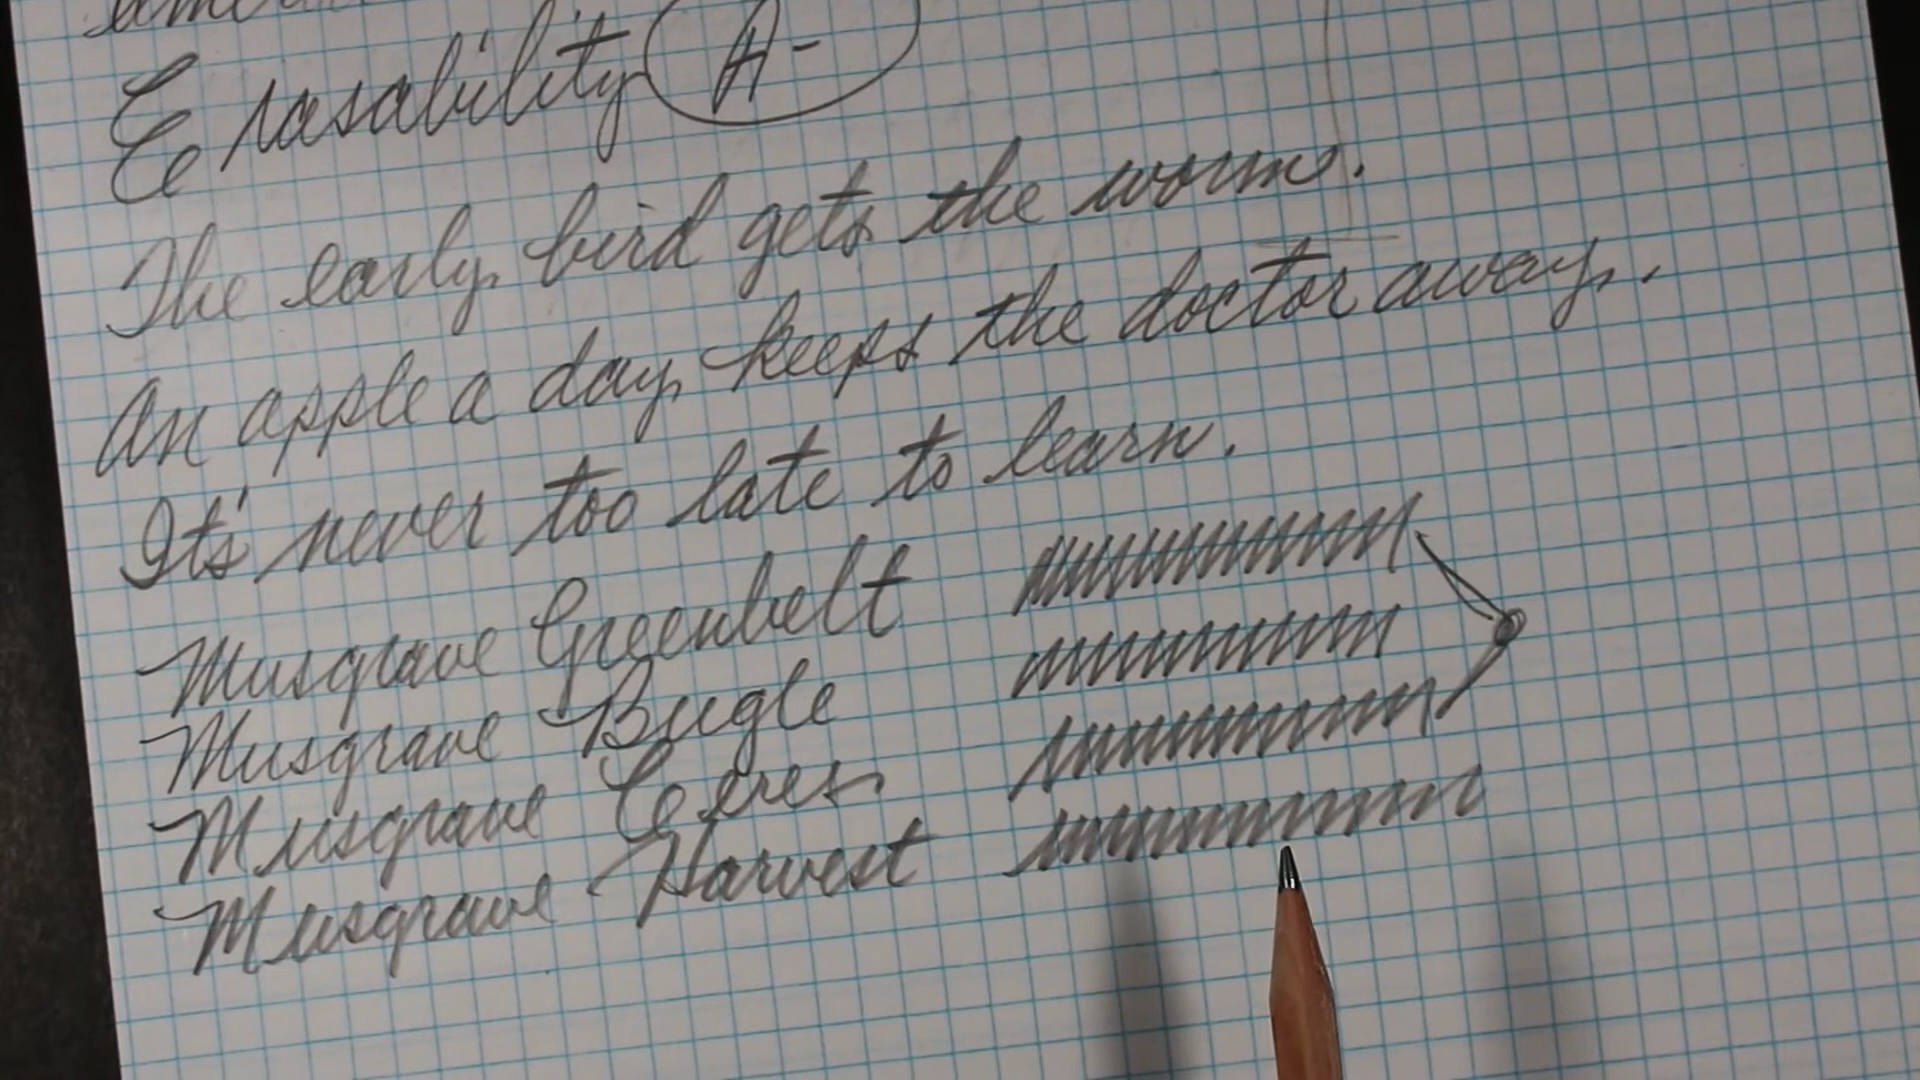 Erasability A-
The early bird gets the worm.
An apple a day keeps the doctor away.
It's never too late to learn.
Musgrave Greenbelt
Musgrave Bugle
Musgrave Ceres
Musgrave Harvest